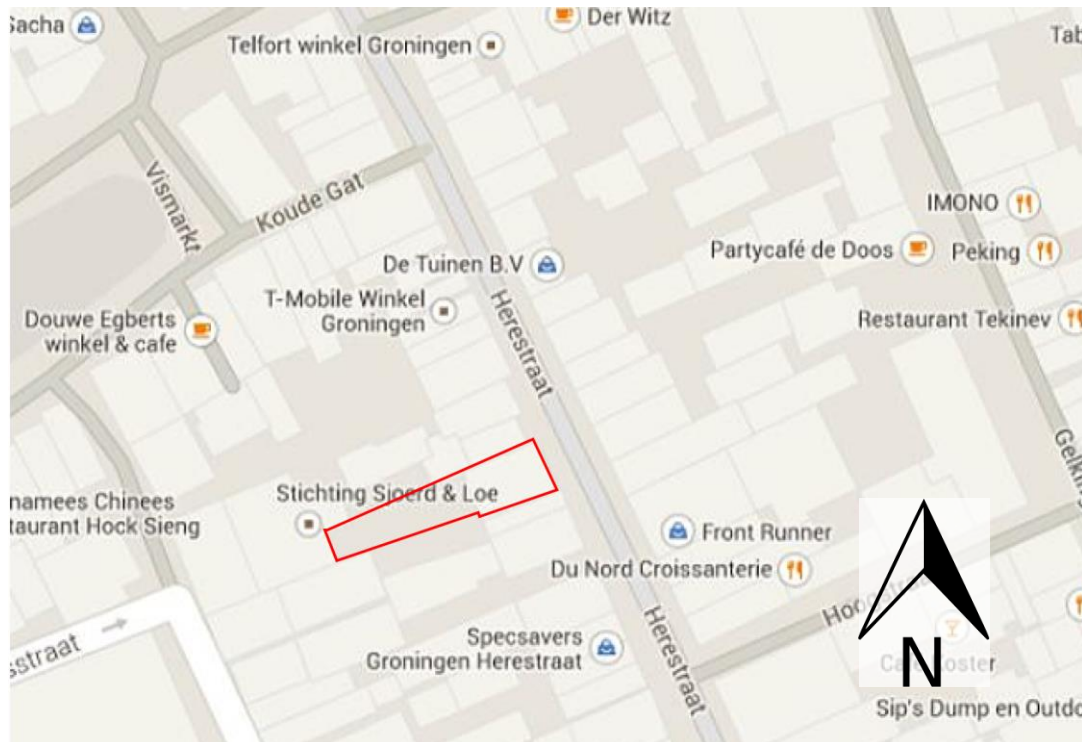 Sacha
Der Witz
Telfort winkel Groningen
Tab
Vismarkt
Koude Gat
IMONO
Partycafé de Doos
Peking
De Tuinen B.V
T-Mobile Winkel
Groningen
Herestraat
Douwe Egberts
winkel & cafe
Restaurant Tekinev
Gelking
Stichting Sjoerd & Loe
namees Chinees
taurant Hock Sieng
Front Runner
Du Nord Croissanterie
Herestraat
Specsavers
Groningen Herestraat
sstraat
N
Sip's Dump en Outdo